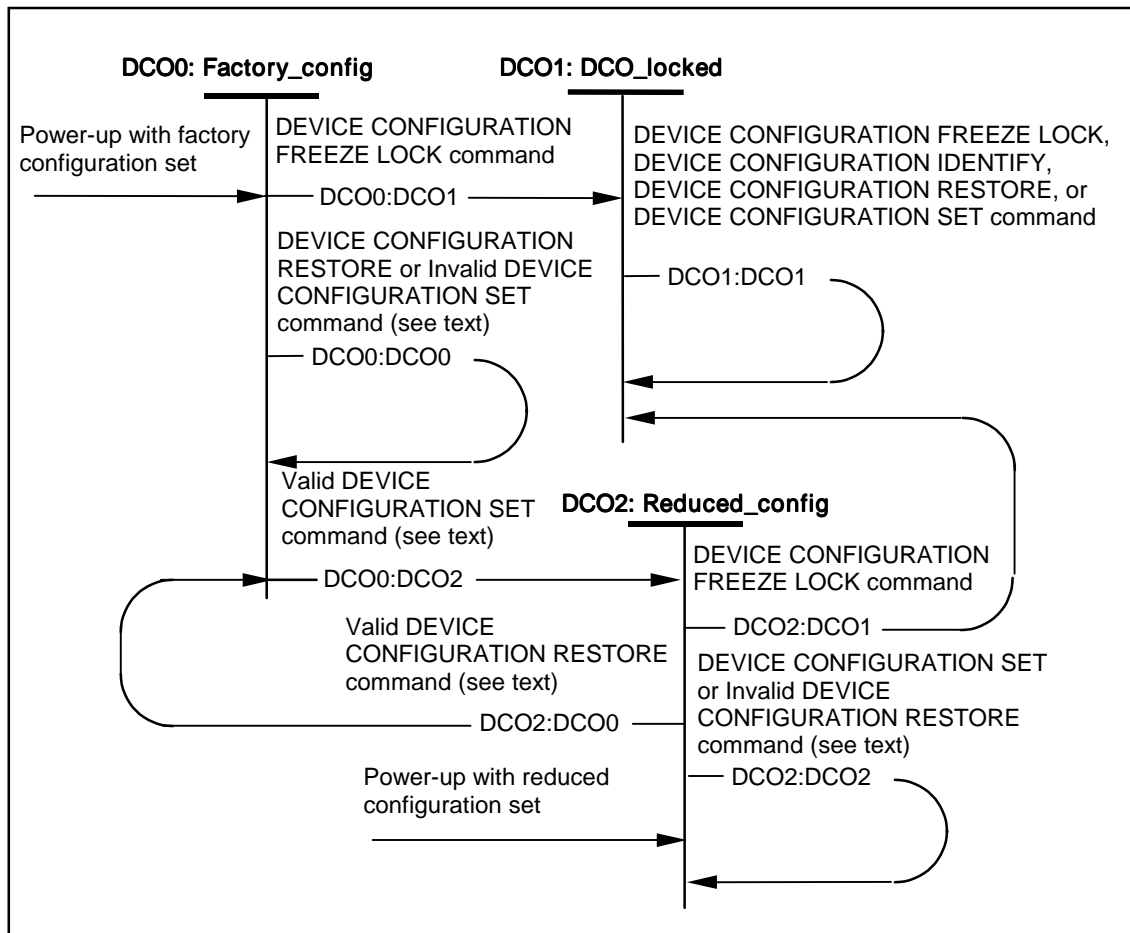 DCO0: Factory_config
DCO1: DCO_locked
Power-up with factory
configuration set
DEVICE CONFIGURATION
FREEZE LOCK command
DCO0:DCO1
DEVICE CONFIGURATION FREEZE LOCK,
DEVICE CONFIGURATION IDENTIFY,
DEVICE CONFIGURATION RESTORE, or
DEVICE CONFIGURATION SET command
DEVICE CONFIGURATION
RESTORE or Invalid DEVICE
CONFIGURATION SET
command (see text)
DCO1:DCO1
DCO0:DCO0
Valid DEVICE
CONFIGURATION SET
command (see text)
DCO2: Reduced_config
DCO0:DCO2
DEVICE CONFIGURATION
FREEZE LOCK command
DCO2:DCO1
Valid DEVICE
CONFIGURATION RESTORE
command (see text)
DCO2:DCO0
DEVICE CONFIGURATION SET
or Invalid DEVICE
CONFIGURATION RESTORE
command (see text)
DCO2:DCO2
Power-up with reduced
configuration set